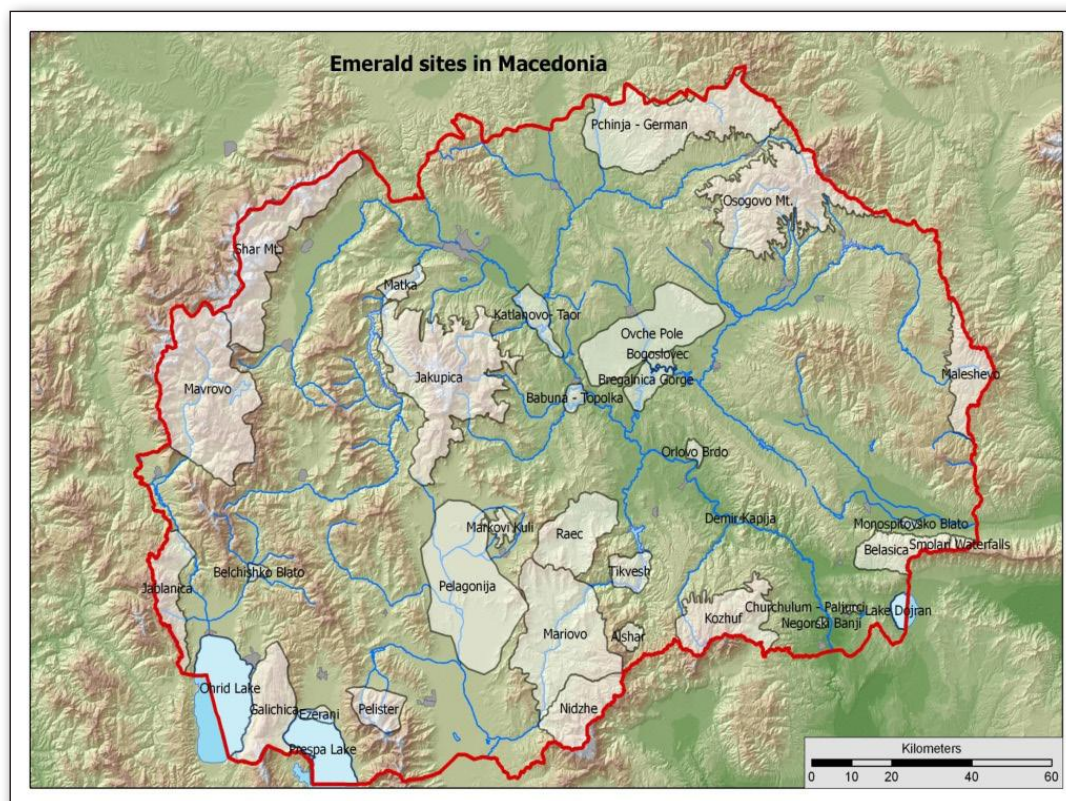 Emerald sites in Macedonia
Pchinja - German
Osogovo Mt.
Shar Mt.
Matka
Katlanovo- Taor
Ovche Pole
Bogoslovec
Maleshevo
Mavrovo
Jakupica
Bregalnica Gorge
Babuna - Topolka
Orlovo Brdo
Demir Kapija
Markovi Kuli
Raec
Monospitovsko Blato
Smolari Waterfalls
Belasica
Belchishko Blato
Pelagonija
Tikvesh
Jablanica
Churchulum - Paljurci
Lake Dojran
Negorski Banji
Kozhuf
Mariovo
Alshar
Ohrid Lake
Galichica
Ezerani
Pelister
Nidzhe
Prespa Lake
Kilometers
0 10 20 40 60